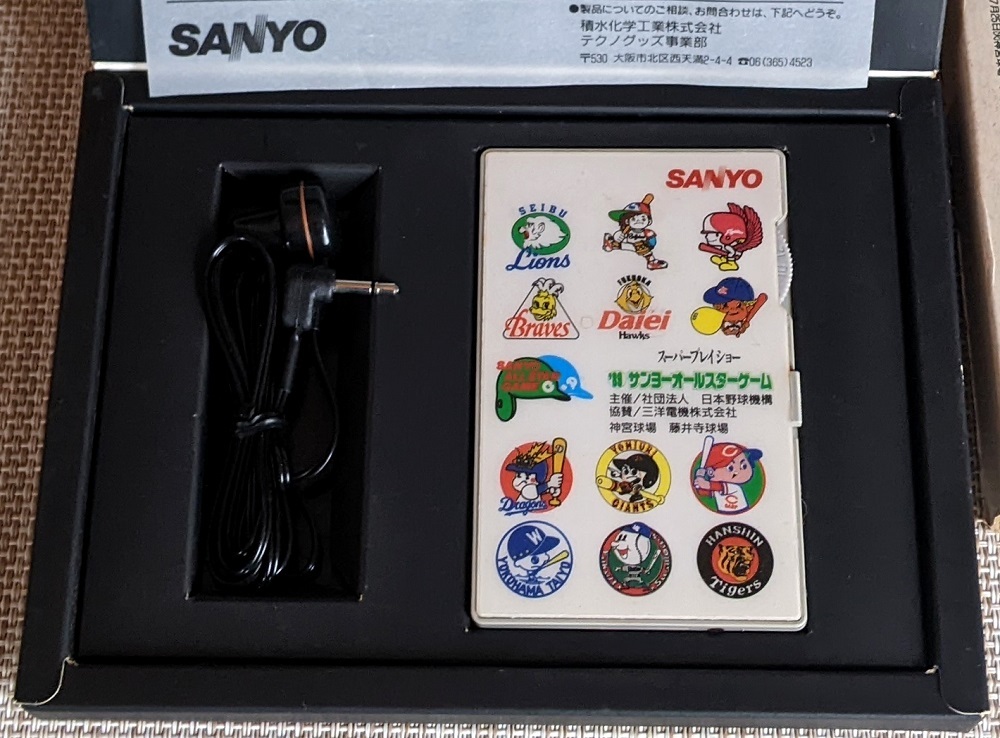 SANYO
●製品についてのご相談、お問合わせは、下記へどうぞ。
積水化学工業株式会社
テクノグッズ事業部
〒530 大阪市北区西天満2-4-4 ☎06(365)4523
SANYO
SEIBU
Lions
Braves
FUKUOKA
Daiei
Hawks
SANYO
ALL STAR
GAME
スーパープレイショー
サンヨーオールスターゲーム
主催/社団法人 日本野球機構
協賛/三洋電機株式会社
神宮球場 藤井寺球場
Dragons
YOMIURI
GIANTS
C
CARP
W
YOKOHAMA TAIYO
HANSHIN
Tigers